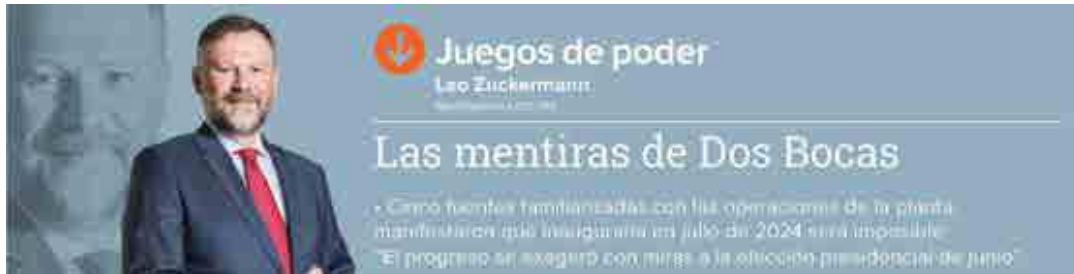 Juegos de poder
Leo Zuckermann
Las mentiras de Dos Bocas
• Cinco fuentes familiarizadas con las operaciones de la planta
manifestaron que inaugurarla en julio de 2024 será imposible:
"El progreso se exageró con miras a la elección presidencial de junio"